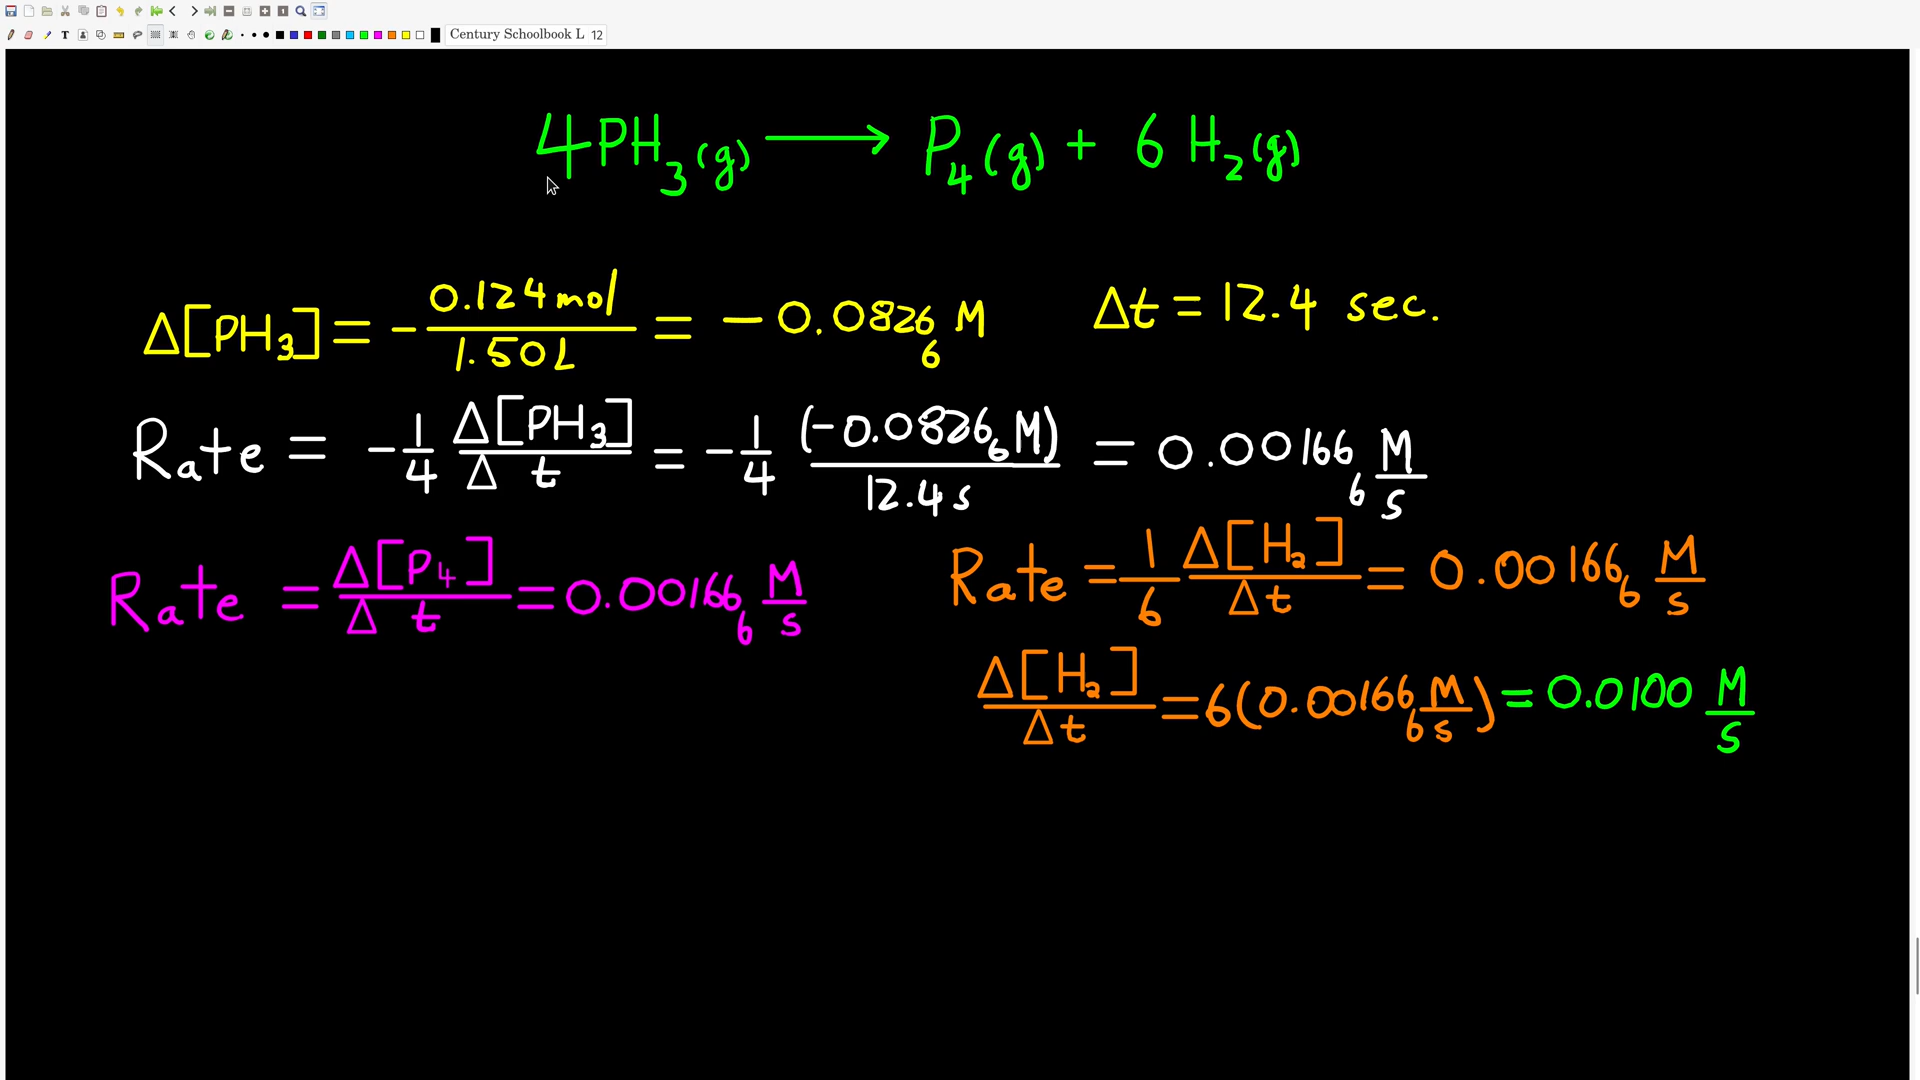 Century Schoolbook L 12
4PH₃(g) ⟶ P₄(g) + 6 H₂(g)
Δ[PH₃] = - 0.124 mol / 1.50 L = - 0.0826₆ M
Δt = 12.4 sec.
Rate = - 1/4 Δ[PH₃]/Δt = - 1/4 (-0.0826₆ M)/12.4 s = 0.00166₆ M/s
Rate = Δ[P₄]/Δt = 0.00166₆ M/s
Rate = 1/6 Δ[H₂]/Δt = 0.00166₆ M/s
Δ[H₂]/Δt = 6(0.00166₆ M/s) = 0.0100 M/s